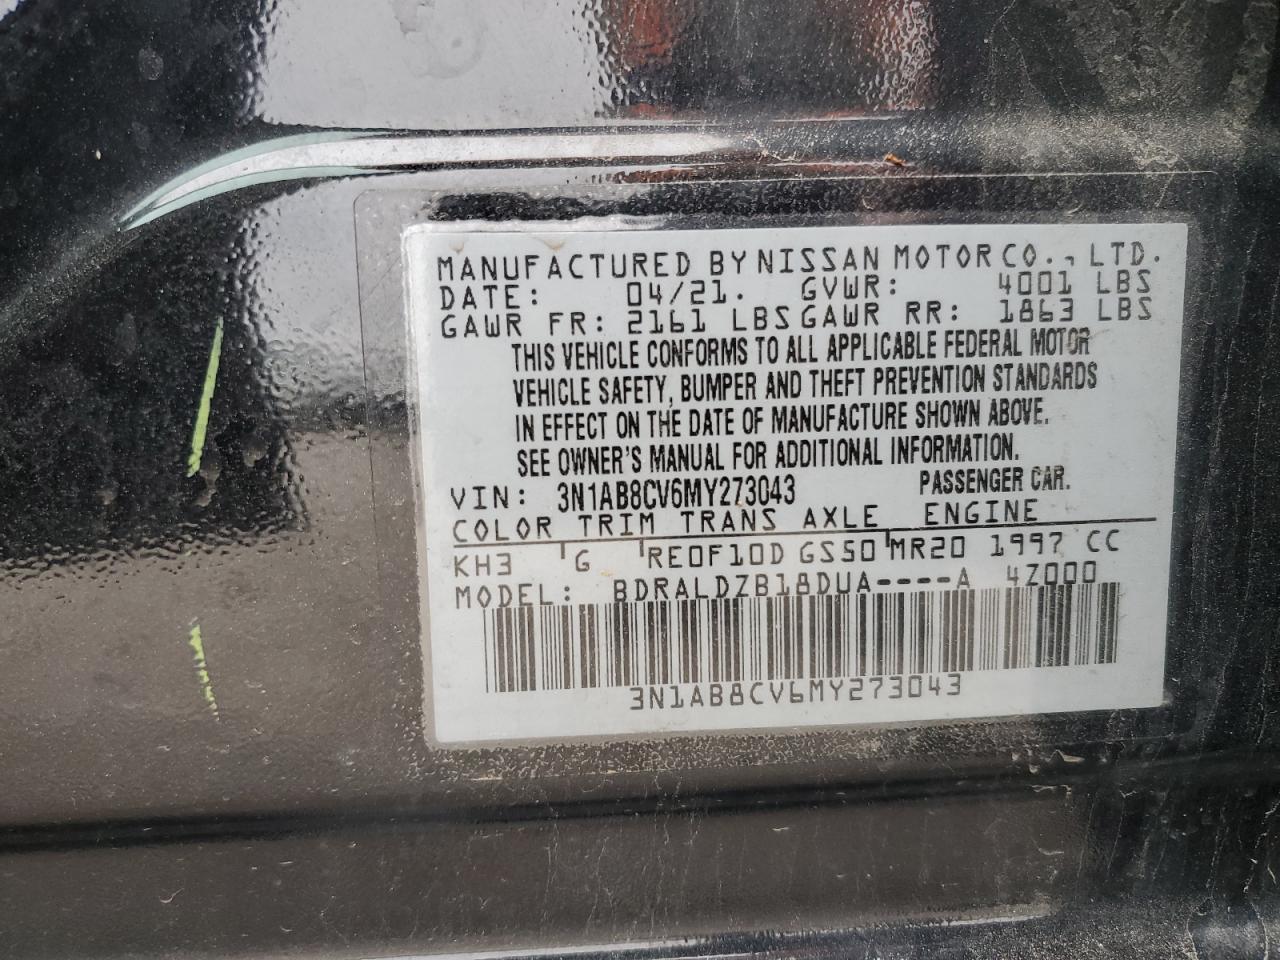 MANUFACTURED BY NISSAN MOTOR CO., LTD.
DATE: 04/21. GVWR: 4001 LBS
GAWR FR: 2161 LBS GAWR RR: 1863 LBS
THIS VEHICLE CONFORMS TO ALL APPLICABLE FEDERAL MOTOR
VEHICLE SAFETY, BUMPER AND THEFT PREVENTION STANDARDS
IN EFFECT ON THE DATE OF MANUFACTURE SHOWN ABOVE.
SEE OWNER'S MANUAL FOR ADDITIONAL INFORMATION.
VIN: 3N1AB8CV6MY273043 PASSENGER CAR.
COLOR TRIM TRANS AXLE ENGINE
KH3 G RE0F10D GS50 MR20 1997 CC
MODEL: BDRALDZB18DUA----A 4Z000
3N1AB8CV6MY273043